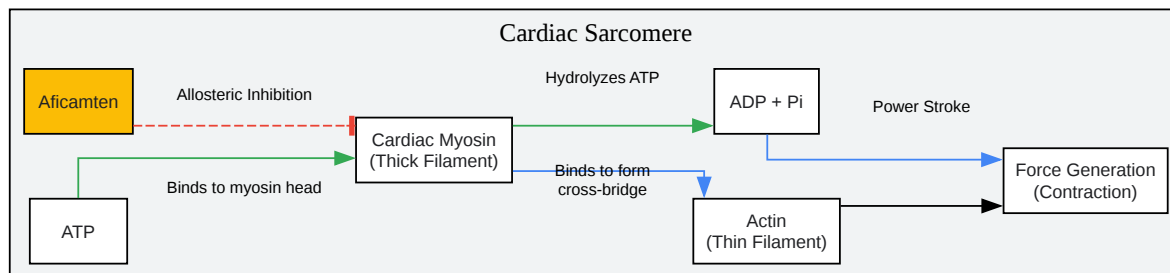 Cardiac Sarcomere
Aficamten
Allosteric Inhibition
Hydrolyzes ATP
ADP + Pi
Power Stroke
Cardiac Myosin
(Thick Filament)
Binds to myosin head
Binds to form
cross-bridge
Force Generation
(Contraction)
ATP
Actin
(Thin Filament)